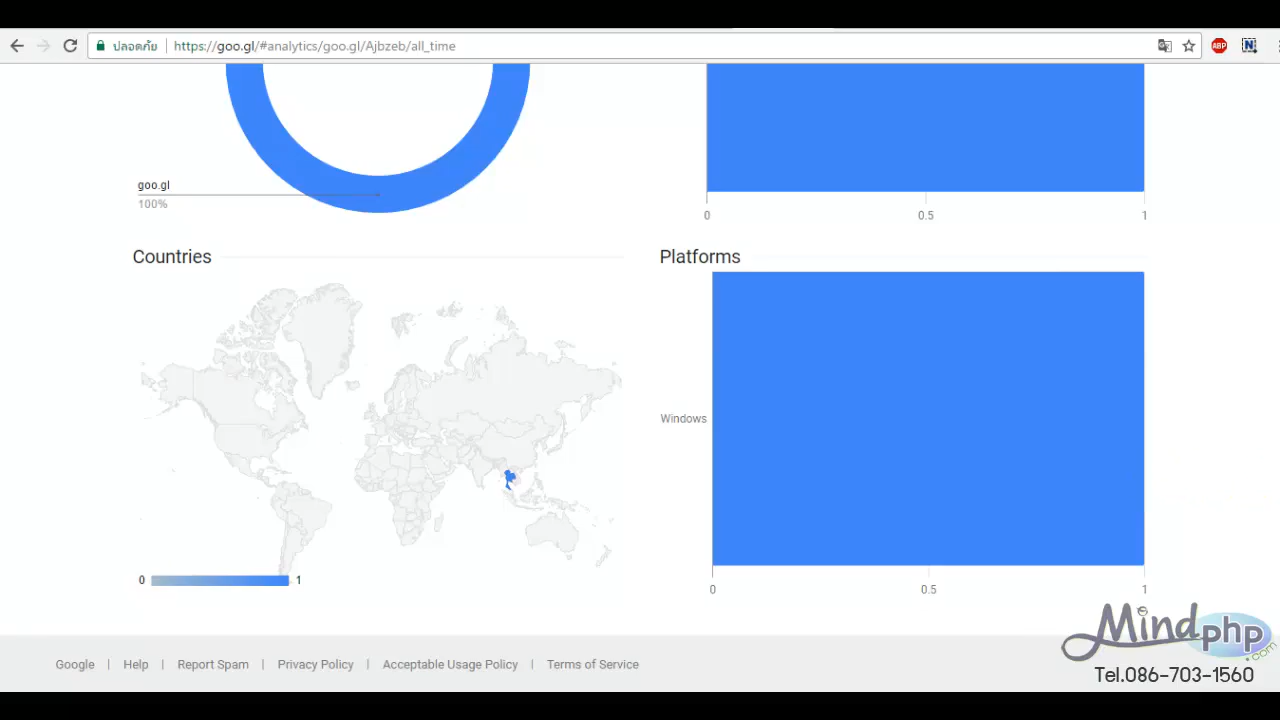 ปลอดภัย https://goo.gl/#analytics/goo.gl/Ajbzeb/all_time
ABP
N
goo.gl
100%
0 0.5 1
Countries
Platforms
Windows
0 1
0 0.5 1
Google | Help | Report Spam | Privacy Policy | Acceptable Usage Policy | Terms of Service
Mindphp.com
Tel.086-703-1560